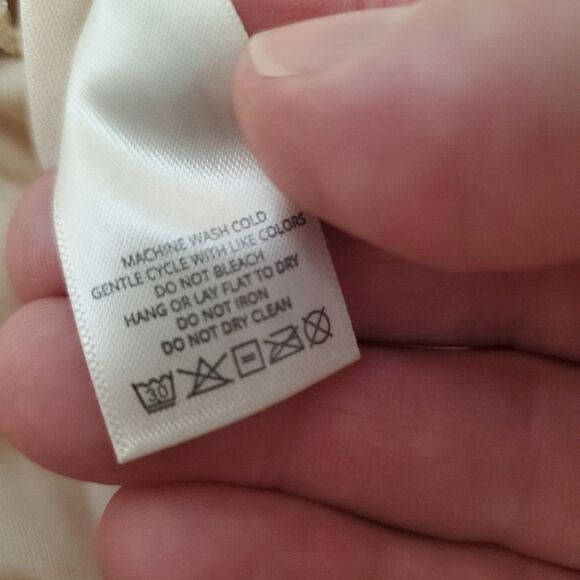 MACHINE WASH COLD
GENTLE CYCLE WITH LIKE COLORS
DO NOT BLEACH
HANG OR LAY FLAT TO DRY
DO NOT IRON
DO NOT DRY CLEAN
30